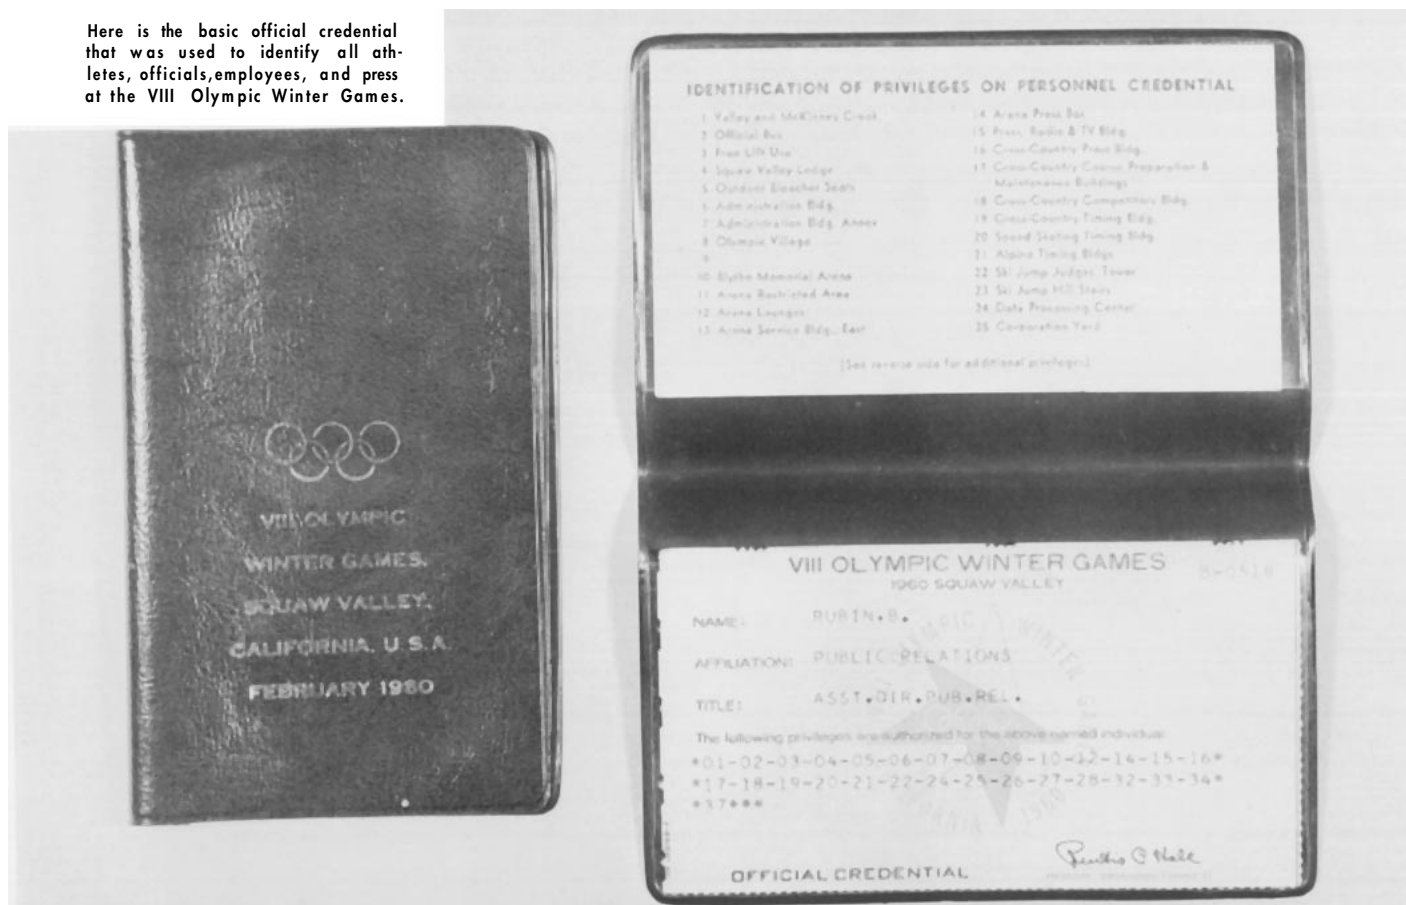 Here is the basic official credential
that was used to identify all ath-
letes, officials, employees, and press
at the VIII Olympic Winter Games.
VIII OLYMPIC
WINTER GAMES.
SQUAW VALLEY,
CALIFORNIA, U.S.A.
FEBRUARY 1960
IDENTIFICATION OF PRIVILEGES ON PERSONNEL CREDENTIAL
1 Valley and McKinney Creek
2 Official Bus
3 Free Lift Use
4 Squaw Valley Lodge
5 Outdoor Bleacher Seats
6 Administration Bldg.
7 Administration Bldg. Annex
8 Olympic Village
9
10 Blythe Memorial Arena
11 Arena Restricted Area
12 Arena Lounges
13 Arena Service Bldg., East
14 Arena Press Box
15 Press, Radio & TV Bldg.
16 Cross-Country Press Bldg.
17 Cross-Country Course Preparation &
Maintenance Buildings
18 Cross-Country Competitors Bldg.
19 Cross-Country Timing Bldg.
20 Speed Skating Timing Bldg.
21 Alpine Timing Bldgs
22 Ski Jump Judges' Tower
23 Ski Jump Hill Stairs
24 Data Processing Center
25 Corporation Yard
(See reverse side for additional privileges)
VIII OLYMPIC WINTER GAMES
1960 SQUAW VALLEY
B-0518
NAME: RUBIN.B.
AFFILIATION: PUBLIC RELATIONS
TITLE: ASST.DIR.PUB.REL.
The following privileges are authorized for the above named individual:
*01-02-03-04-05-06-07-08-09-10-12-14-15-16*
*17-18-19-20-21-22-24-25-26-27-28-32-33-34*
*37***
Prentis C Hale
OFFICIAL CREDENTIAL